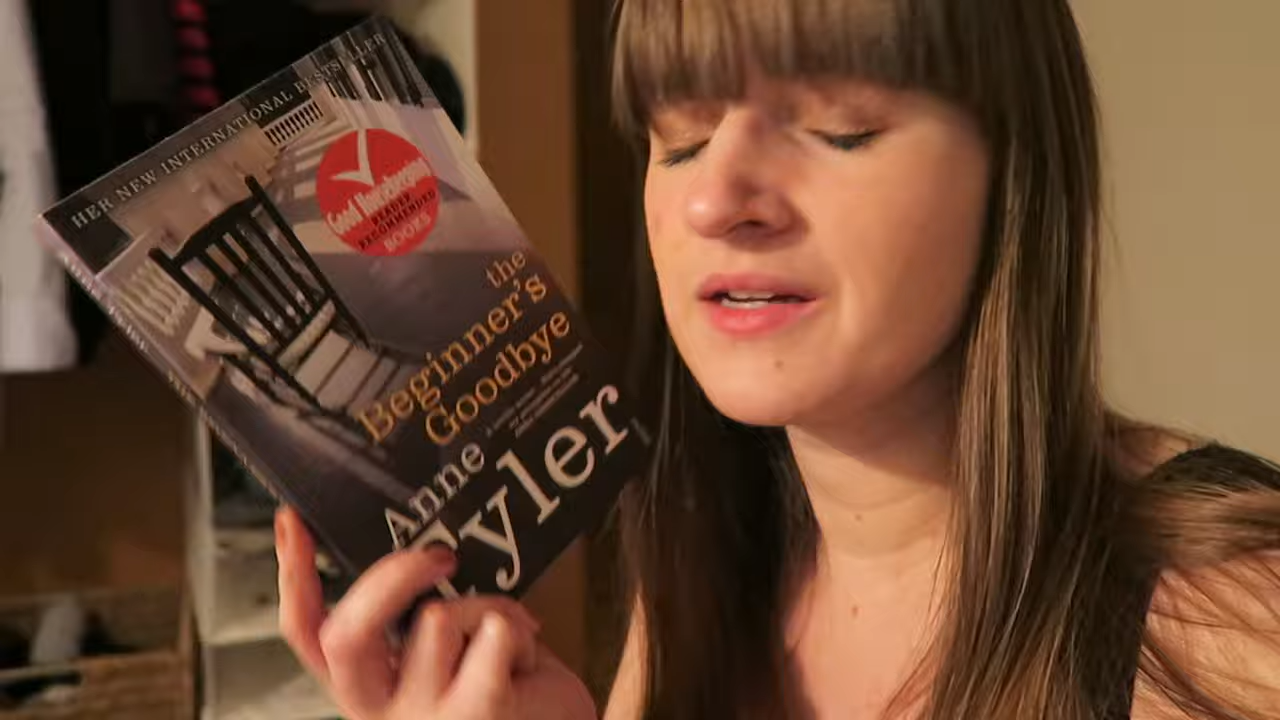 HER NEW INTERNATIONAL BESTSELLER
Good Housekeeping
READER
RECOMMENDED
BOOKS
the
Beginner's
Goodbye
Anne
Tyler